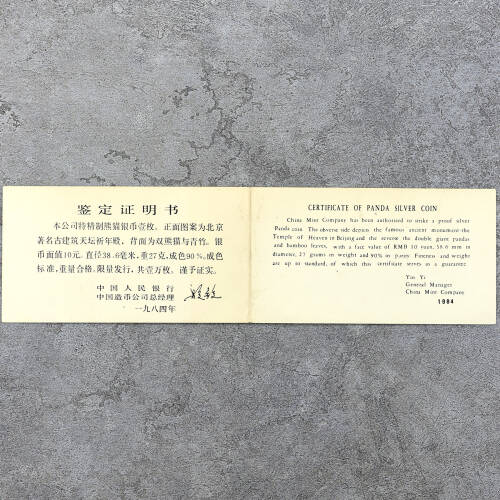 鉴定证明书
本公司特精制熊猫银币壹枚。正面图案为北京
著名古建筑天坛祈年殿，背面为双熊猫与青竹。银
币面值10元，直径38.6毫米，重27克，成色90%，成色
标准，重量合格。限量发行，共壹万枚。谨予证实。
中国人民银行
中国造币公司总经理
一九八四年
CERTIFICATE OF PANDA SILVER COIN
China Mint Company has been authorised to strike a proof silver
Panda coin. The obverse side depicts the famous ancient monument the
Temple of Heaven in Beijing and the reverse the double giant pandas
and bamboo leaves, with a face value of RMB 10 yuan, 38.6 mm in
diameter, 27 grams in weight and 90% in purity. Fineness and weight
are up to standard, of which this certificate serves as a guarantee.
Yao Yi
General Manager
China Mint Company
1984